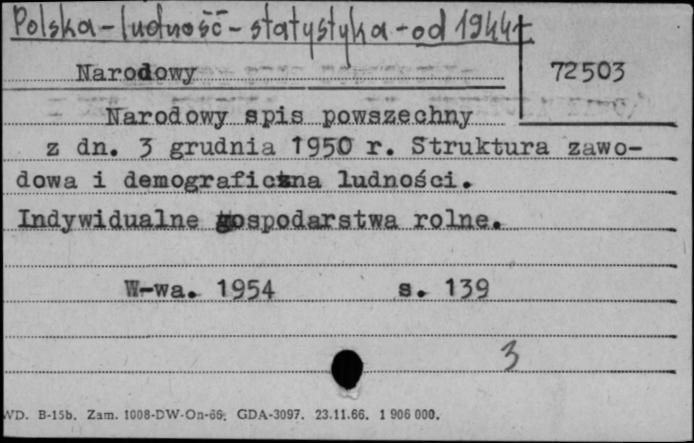 Polska - ludność - statystyka - od 1944 r
Narodowy
72503
Narodowy spis powszechny
z dn. 3 grudnia 1950 r. Struktura zawo-
dowa i demograficzna ludności.
Indywidualne gospodarstwa rolne.
W-wa. 1954 s. 139
3
WD. B-15b. Zam. 1008-DW-On-66. GDA-3097. 23.11.66. 1 906 000.